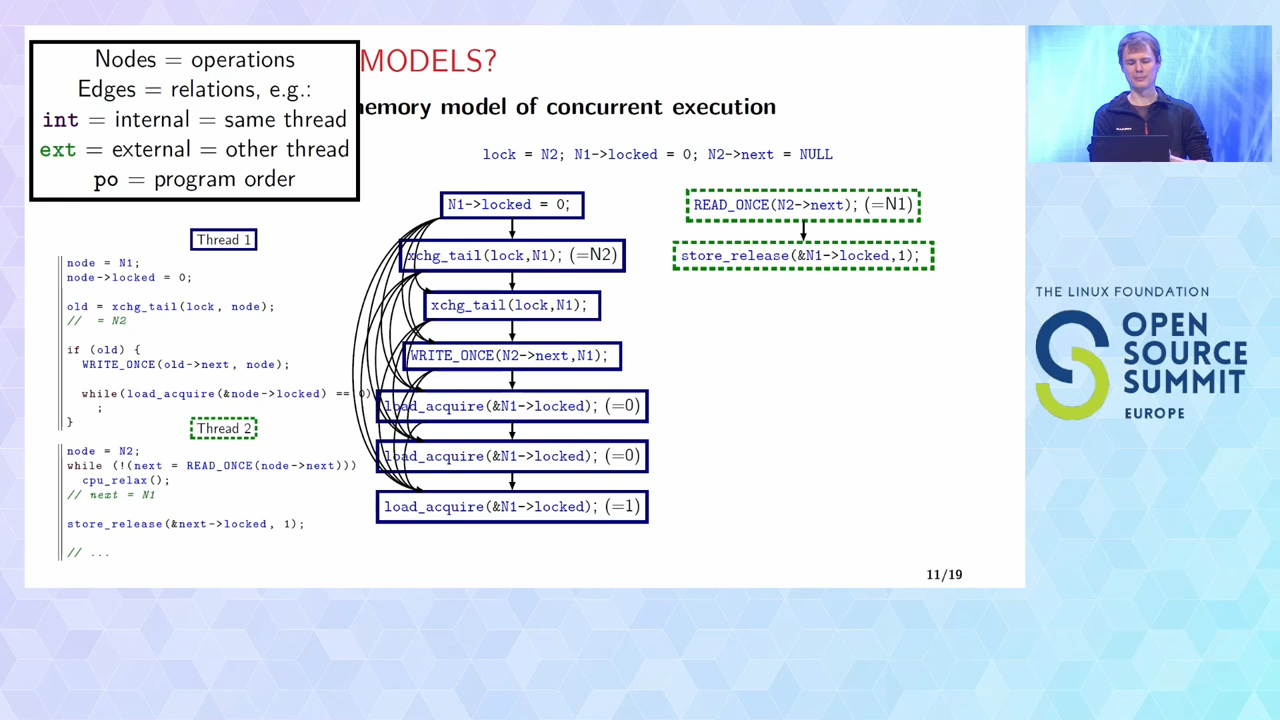 Nodes = operations
Edges = relations, e.g.:
int = internal = same thread
ext = external = other thread
po = program order
MODELS?
memory model of concurrent execution
lock = N2; N1->locked = 0; N2->next = NULL
Thread 1
node = N1;
node->locked = 0;
old = xchg_tail(lock, node);
// = N2
if (old) {
WRITE_ONCE(old->next, node);
while(load_acquire(&node->locked) == 0)
;
}
Thread 2
node = N2;
while (!(next = READ_ONCE(node->next)))
cpu_relax();
// next = N1
store_release(&next->locked, 1);
// ...
N1->locked = 0;
xchg_tail(lock,N1); (=N2)
xchg_tail(lock,N1);
WRITE_ONCE(N2->next,N1);
load_acquire(&N1->locked); (=0)
load_acquire(&N1->locked); (=0)
load_acquire(&N1->locked); (=1)
READ_ONCE(N2->next); (=N1)
store_release(&N1->locked,1);
11/19
THE LINUX FOUNDATION
OPEN
SOURCE
SUMMIT
EUROPE